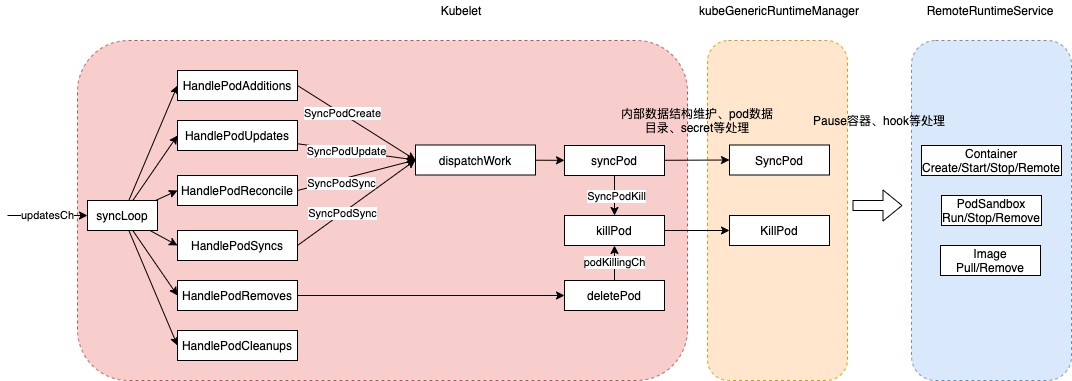 Kubelet
kubeGenericRuntimeManager
RemoteRuntimeService
HandlePodAdditions
SyncPodCreate
内部数据结构维护、pod数据
目录、secret等处理
Pause容器、hook等处理
HandlePodUpdates
SyncPodUpdate
dispatchWork
syncPod
SyncPod
Container
Create/Start/Stop/Remote
HandlePodReconcile
SyncPodSync
SyncPodKill
PodSandbox
Run/Stop/Remove
updatesCh
syncLoop
SyncPodSync
killPod
KillPod
HandlePodSyncs
podKillingCh
Image
Pull/Remove
HandlePodRemoves
deletePod
HandlePodCleanups